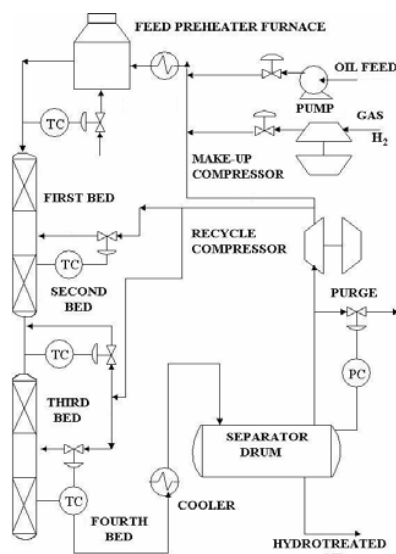 FEED PREHEATER FURNACE
OIL FEED
PUMP
TC
GAS
H2
MAKE-UP
COMPRESSOR
FIRST BED
RECYCLE
COMPRESSOR
TC
SECOND
BED
PURGE
TC
PC
THIRD
BED
SEPARATOR
DRUM
TC
COOLER
FOURTH
BED
HYDROTREATED